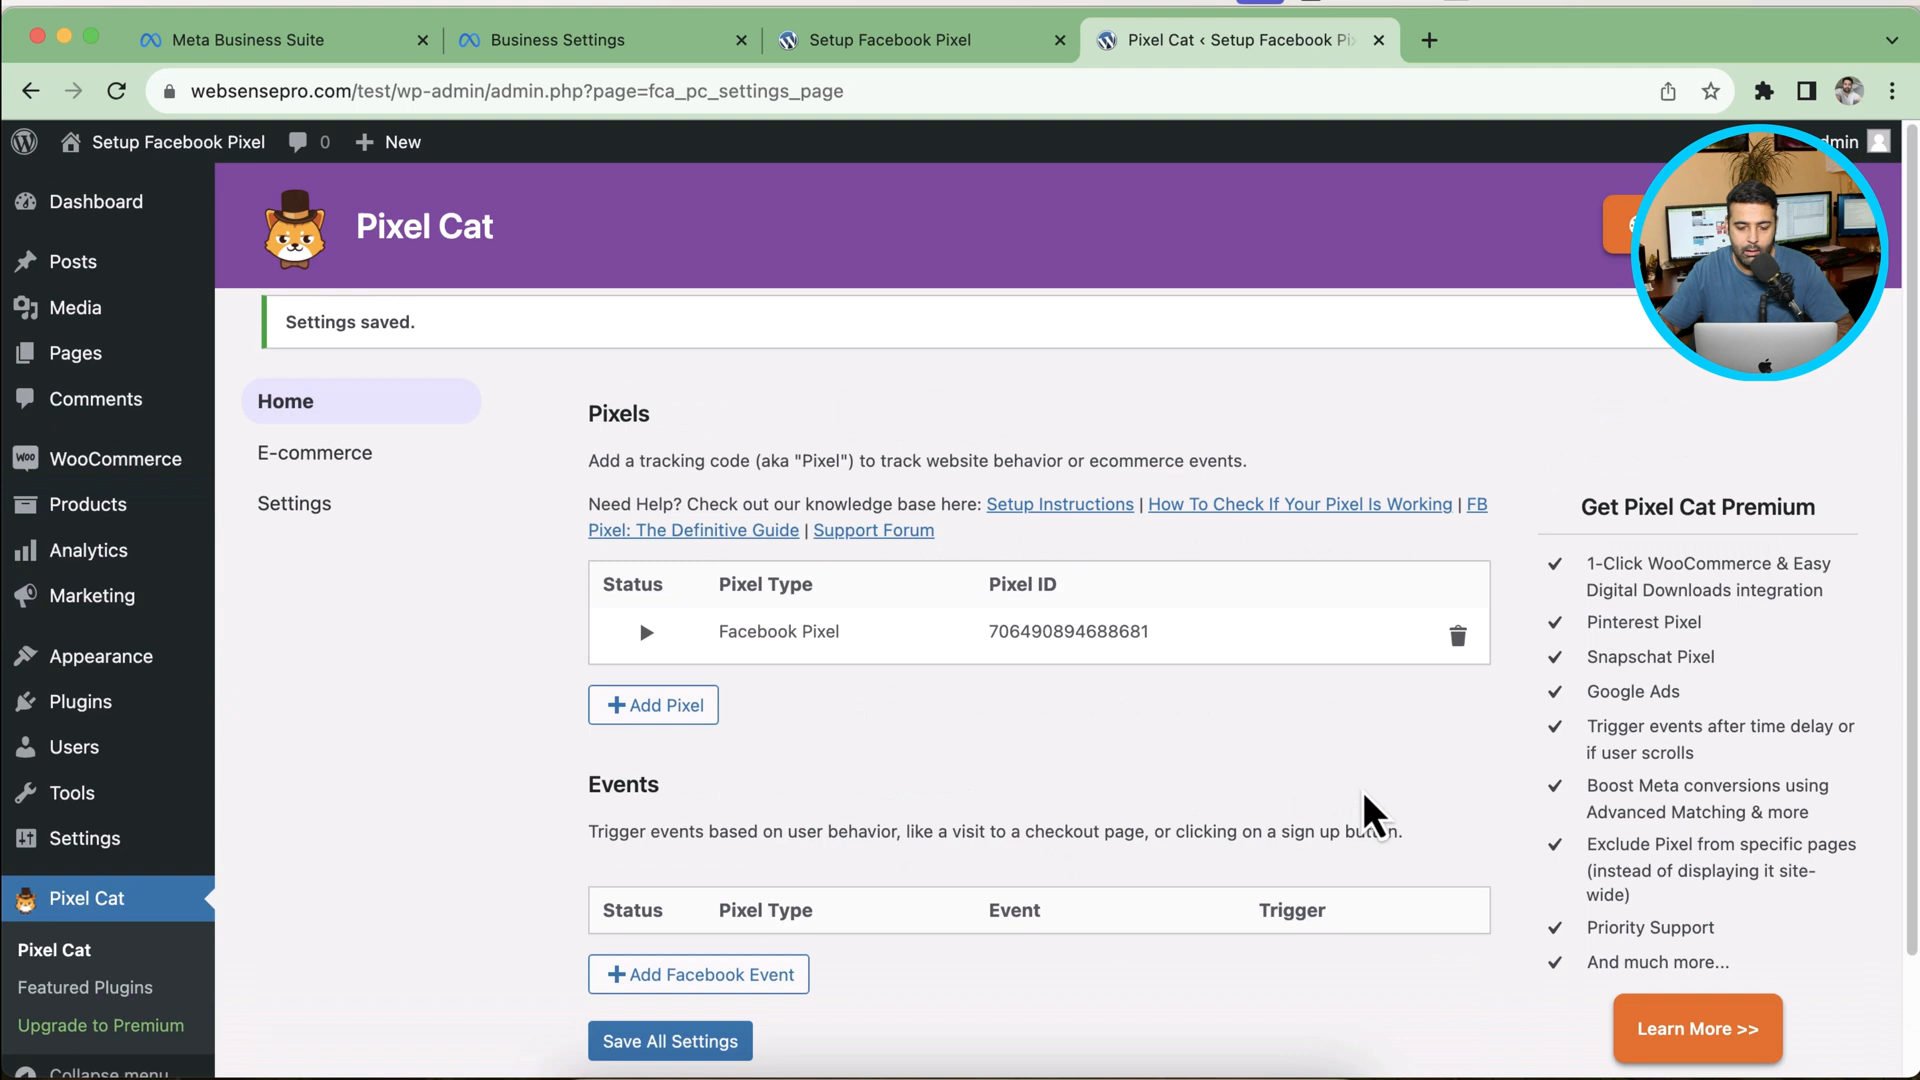 Meta Business Suite
Business Settings
Setup Facebook Pixel
Pixel Cat ‹ Setup Facebook Pi
websensepro.com/test/wp-admin/admin.php?page=fca_pc_settings_page
Setup Facebook Pixel
0
New
dmin
Dashboard
Posts
Media
Pages
Comments
WooCommerce
Products
Analytics
Marketing
Appearance
Plugins
Users
Tools
Settings
Pixel Cat
Pixel Cat
Featured Plugins
Upgrade to Premium
Collapse menu
Pixel Cat
Settings saved.
Home
E-commerce
Settings
Pixels
Add a tracking code (aka "Pixel") to track website behavior or ecommerce events.
Need Help? Check out our knowledge base here: Setup Instructions | How To Check If Your Pixel Is Working | FB
Pixel: The Definitive Guide | Support Forum
Status Pixel Type Pixel ID
Facebook Pixel 706490894688681
Add Pixel
Events
Trigger events based on user behavior, like a visit to a checkout page, or clicking on a sign up button.
Status Pixel Type Event Trigger
Add Facebook Event
Save All Settings
Get Pixel Cat Premium
1-Click WooCommerce & Easy
Digital Downloads integration
Pinterest Pixel
Snapschat Pixel
Google Ads
Trigger events after time delay or
if user scrolls
Boost Meta conversions using
Advanced Matching & more
Exclude Pixel from specific pages
(instead of displaying it site-
wide)
Priority Support
And much more...
Learn More >>